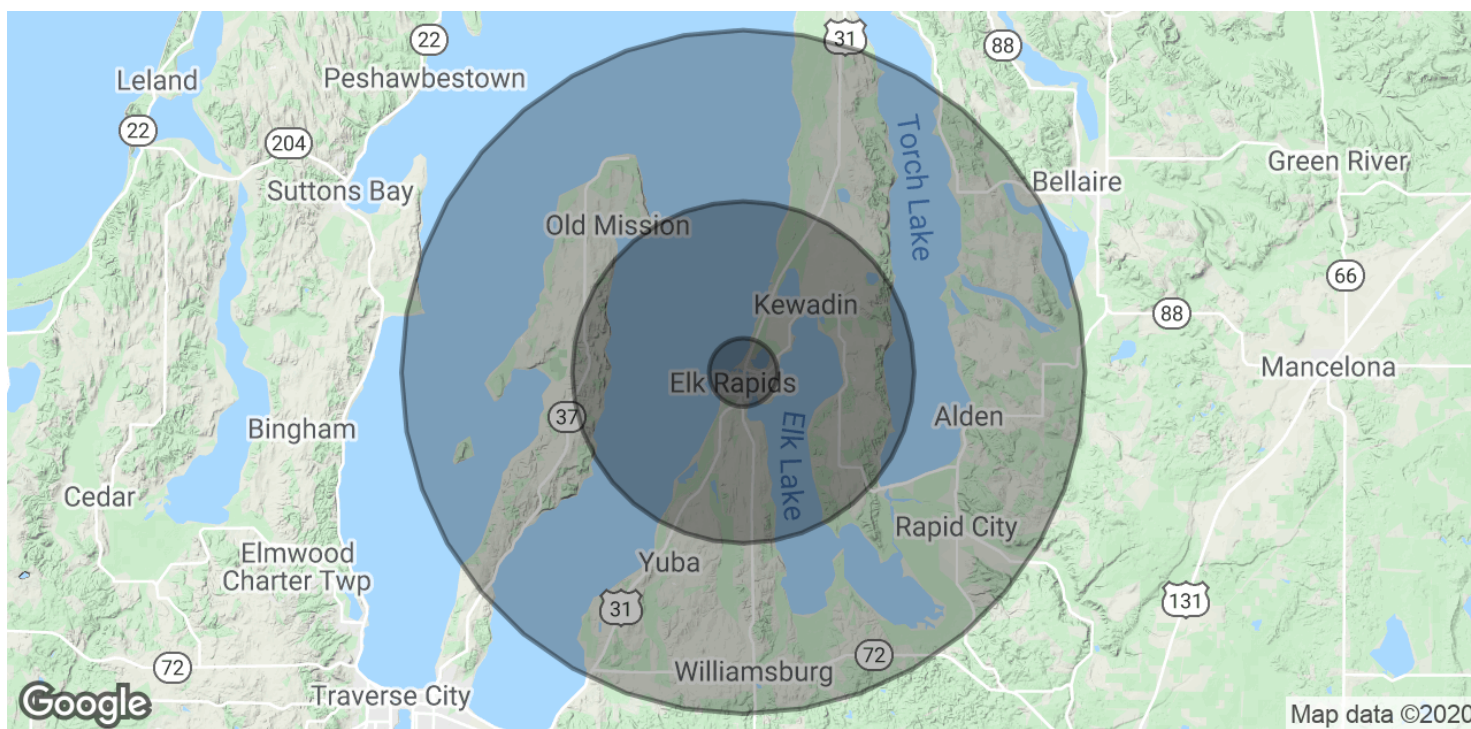 22
31
88
Leland
Peshawbestown
22
204
Torch Lake
Green River
Suttons Bay
Bellaire
Old Mission
66
Kewadin
88
Mancelona
Elk Rapids
37
Alden
Bingham
Elk Lake
Cedar
Rapid City
Elmwood
Charter Twp
Yuba
31
131
72
72
Williamsburg
Traverse City
Google
Map data ©2020